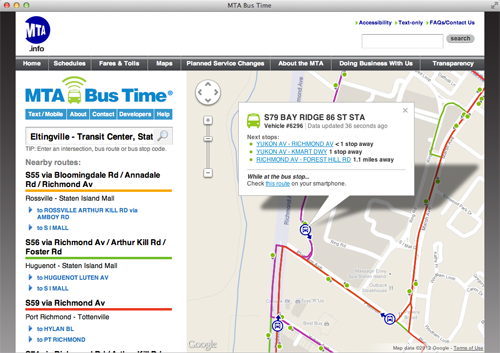 MTA Bus Time
MTA
.info
Accessibility
Text-only
FAQs/Contact Us
search
Home
Schedules
Fares & Tolls
Maps
Planned Service Changes
About the MTA
Doing Business With Us
Transparency
MTA Bus Time®
Text / Mobile
About
Contact
Developers
Help
Eltingville - Transit Center, Stat
TIP: Enter an intersection, bus route or bus stop code.
Nearby routes:
S55 via Bloomingdale Road / Annadale
Rd / Richmond Av
Rossville - Staten Island Mall
to ROSSVILLE ARTHUR KILL RD via
AMBOY RD
to S I MALL
S56 via Richmond Av / Arthur Kill Rd /
Foster Rd
Huguenot - Staten Island Mall
to HUGUENOT LUTEN AV
to S I MALL
S59 via Richmond Av
Port Richmond - Tottenville
to HYLAN BL
to PT RICHMOND
S79 BAY RIDGE 86 ST STA
Vehicle #6296 | Data updated 36 seconds ago
Next stops:
YUKON AV - RICHMOND AV < 1 stop away
YUKON AV - KMART DWY 1 stop away
RICHMOND AV - FOREST HILL RD 1.1 miles away
While at the bus stop...
Check this route on your smartphone.
Ring Rd
Outback
Steakhouse
Google
Map data ©2012 Google - Terms of Use